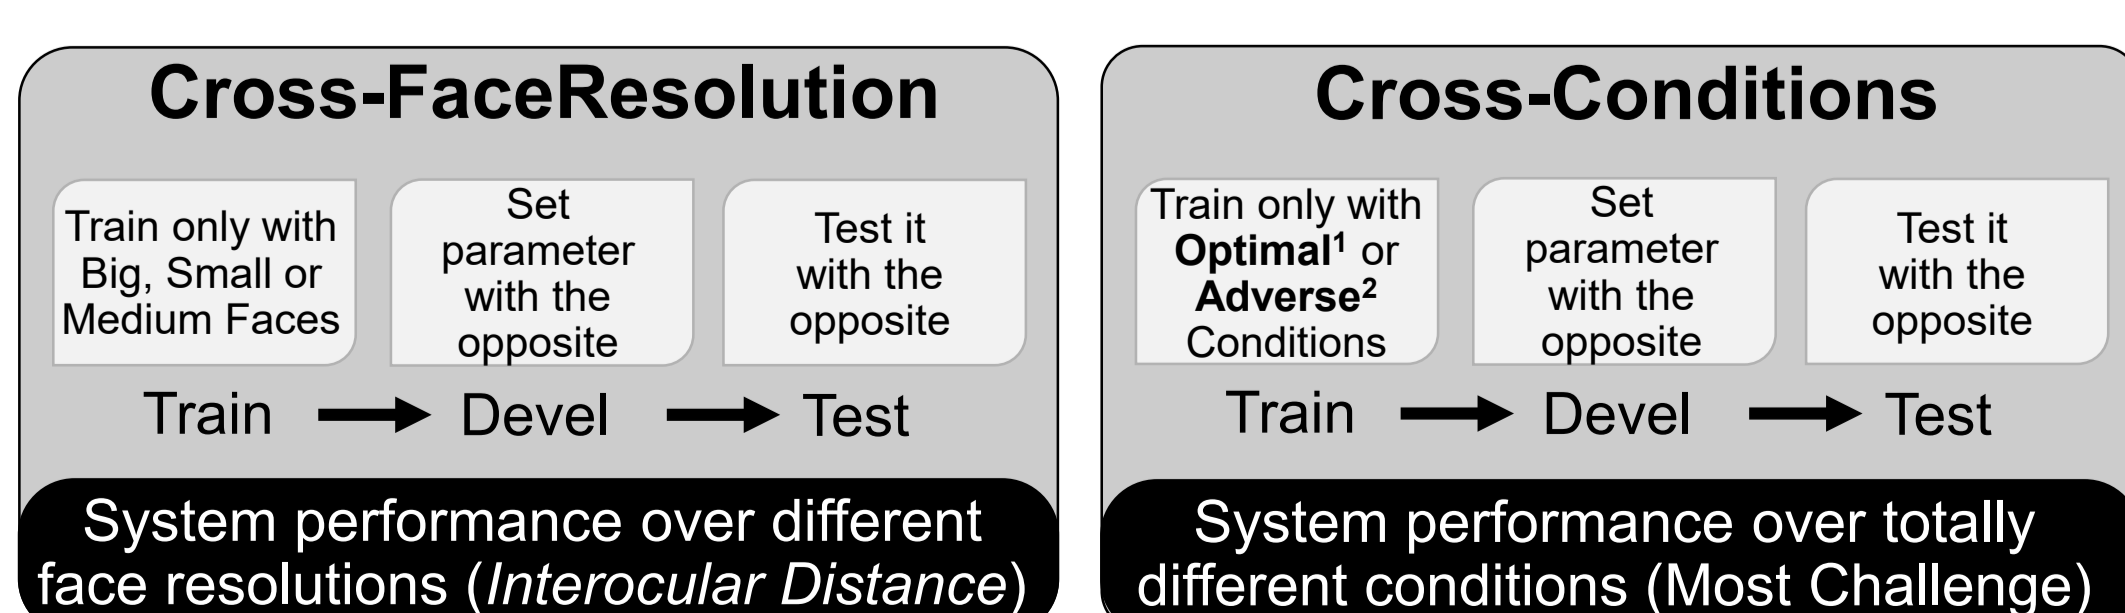 Cross-FaceResolution
Train only with
Big, Small or
Medium Faces
Set
parameter
with the
opposite
Test it
with the
opposite
Train
Devel
Test
System performance over different
face resolutions (Interocular Distance)
Cross-Conditions
Train only with
Optimal¹ or
Adverse²
Conditions
Set
parameter
with the
opposite
Test it
with the
opposite
Train
Devel
Test
System performance over totally
different conditions (Most Challenge)